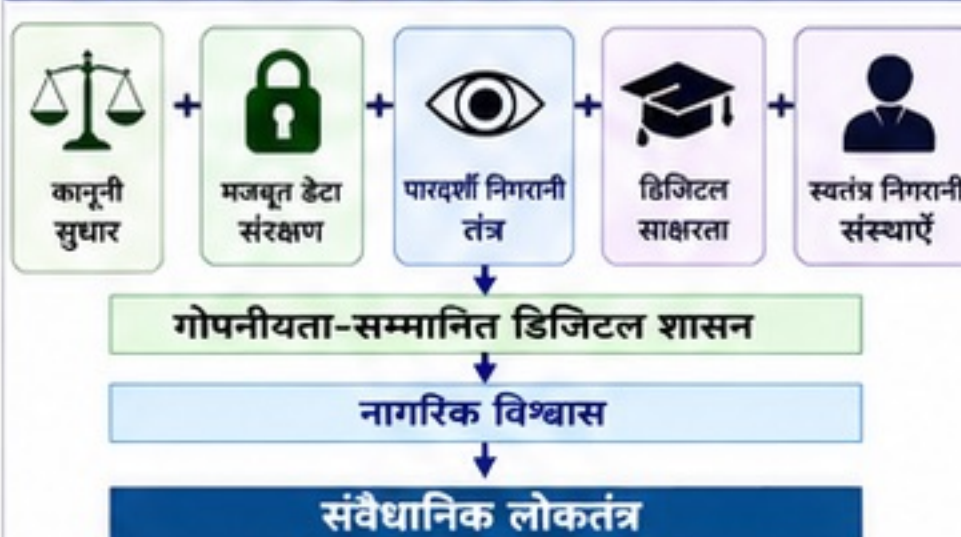 कानूनी
सुधार
+
मजबूत डेटा
संरक्षण
+
पारदर्शी निगरानी
तंत्र
+
डिजिटल
साक्षरता
+
स्वतंत्र निगरानी
संस्थाऐं
गोपनीयता-सम्मानित डिजिटल शासन
नागरिक विश्वास
संवैधानिक लोकतंत्र